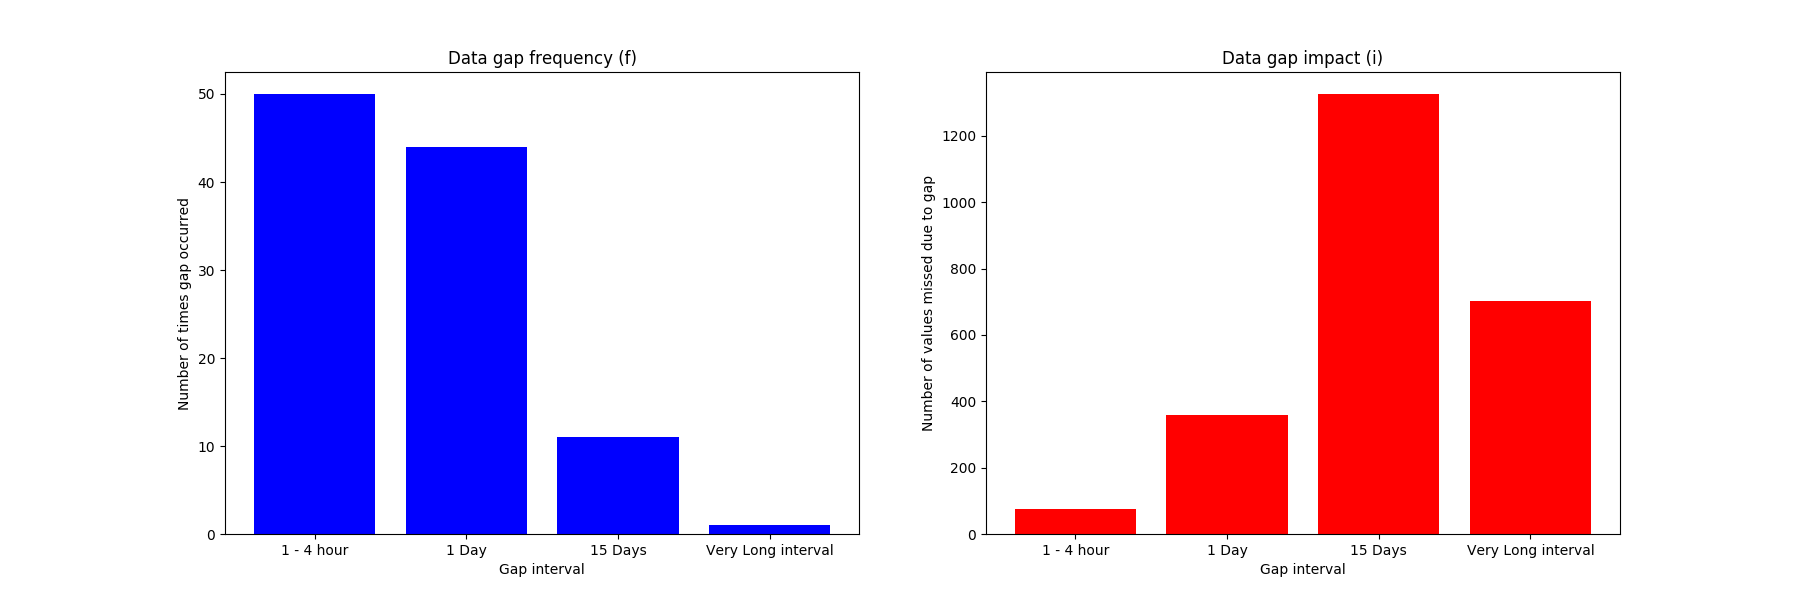 Data gap frequency (f)
50
40
30
20
10
0
Number of times gap occurred
1 - 4 hour
1 Day
15 Days
Very Long interval
Gap interval
Data gap impact (i)
1200
1000
800
600
400
200
0
Number of values missed due to gap
1 - 4 hour
1 Day
15 Days
Very Long interval
Gap interval